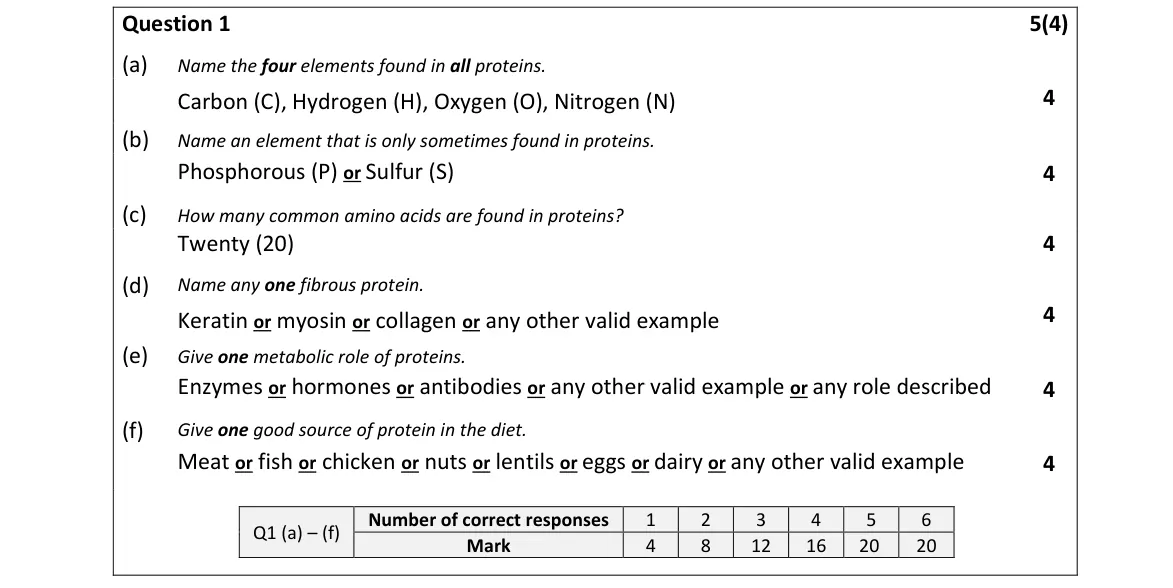 Question 1 5(4)
(a) Name the four elements found in all proteins.
Carbon (C), Hydrogen (H), Oxygen (O), Nitrogen (N) 4
(b) Name an element that is only sometimes found in proteins.
Phosphorous (P) or Sulfur (S) 4
(c) How many common amino acids are found in proteins?
Twenty (20) 4
(d) Name any one fibrous protein.
Keratin or myosin or collagen or any other valid example 4
(e) Give one metabolic role of proteins.
Enzymes or hormones or antibodies or any other valid example or any role described 4
(f) Give one good source of protein in the diet.
Meat or fish or chicken or nuts or lentils or eggs or dairy or any other valid example 4
Q1 (a) – (f) Number of correct responses 1 2 3 4 5 6
Mark 4 8 12 16 20 20